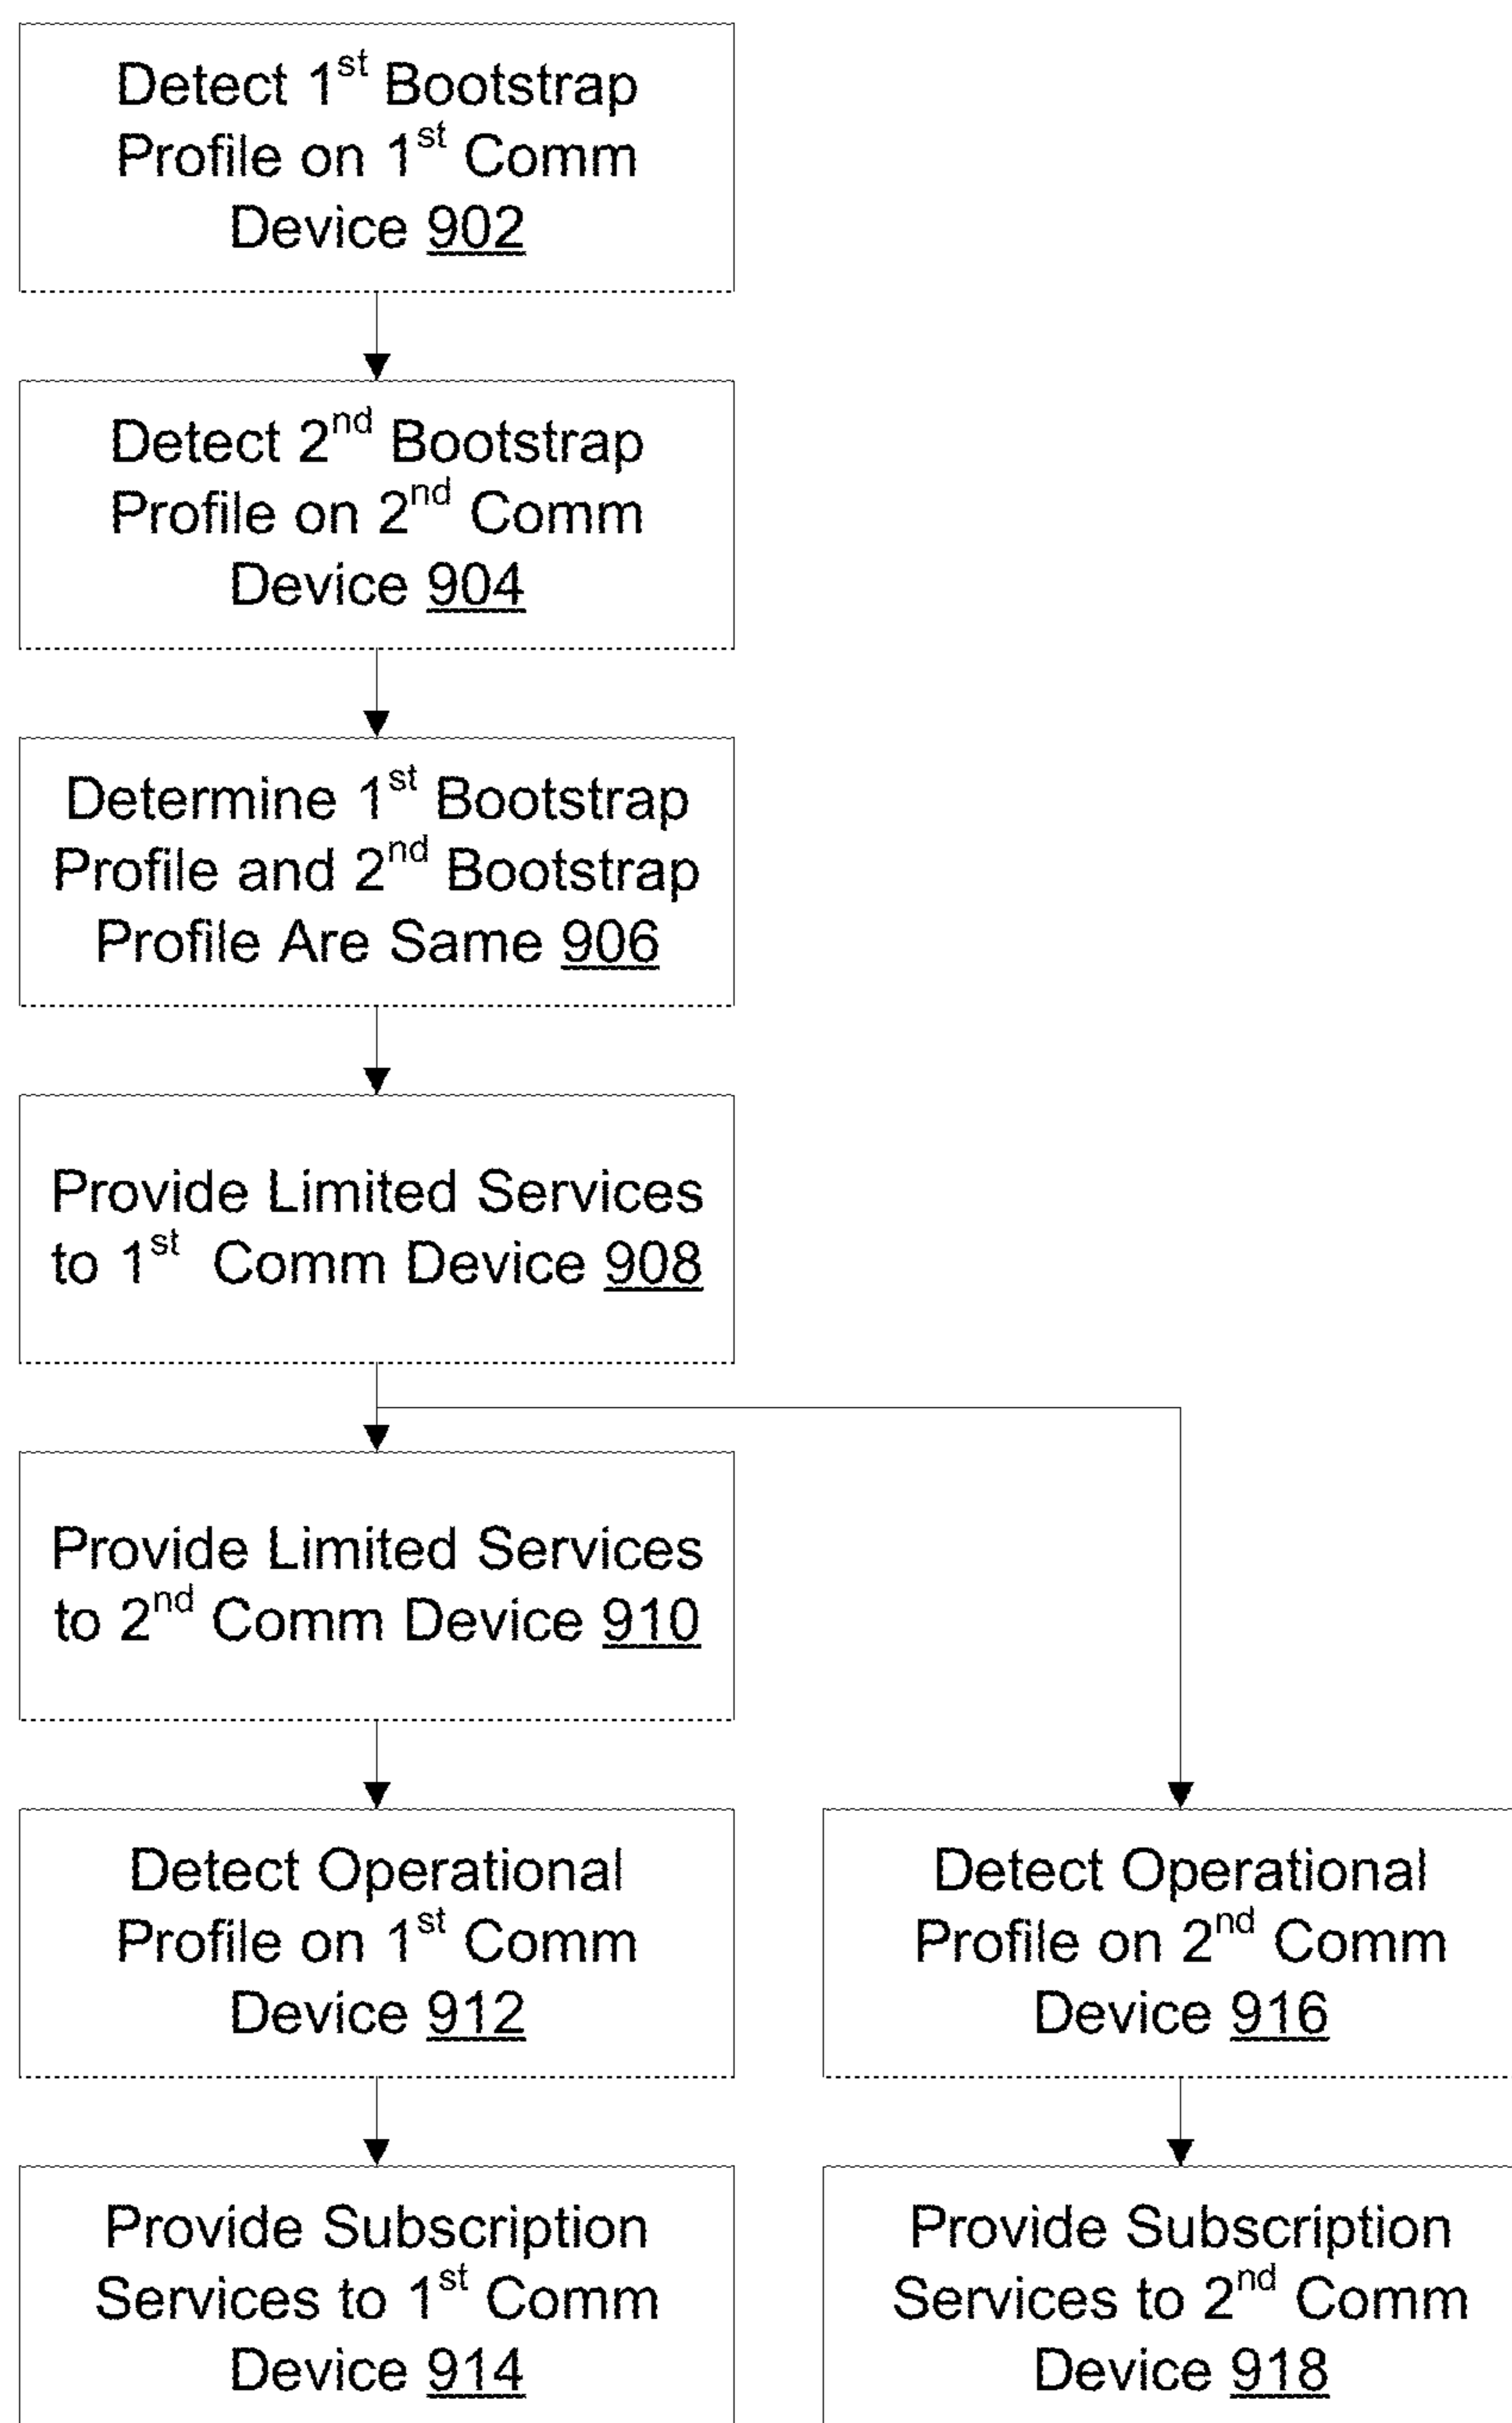 Detect 1st Bootstrap
Profile on 1st Comm
Device 902
Detect 2nd Bootstrap
Profile on 2nd Comm
Device 904
Determine 1st Bootstrap
Profile and 2nd Bootstrap
Profile Are Same 906
Provide Limited Services
to 1st Comm Device 908
Provide Limited Services
to 2nd Comm Device 910
Detect Operational
Profile on 1st Comm
Device 912
Provide Subscription
Services to 1st Comm
Device 914
Detect Operational
Profile on 2nd Comm
Device 916
Provide Subscription
Services to 2nd Comm
Device 918